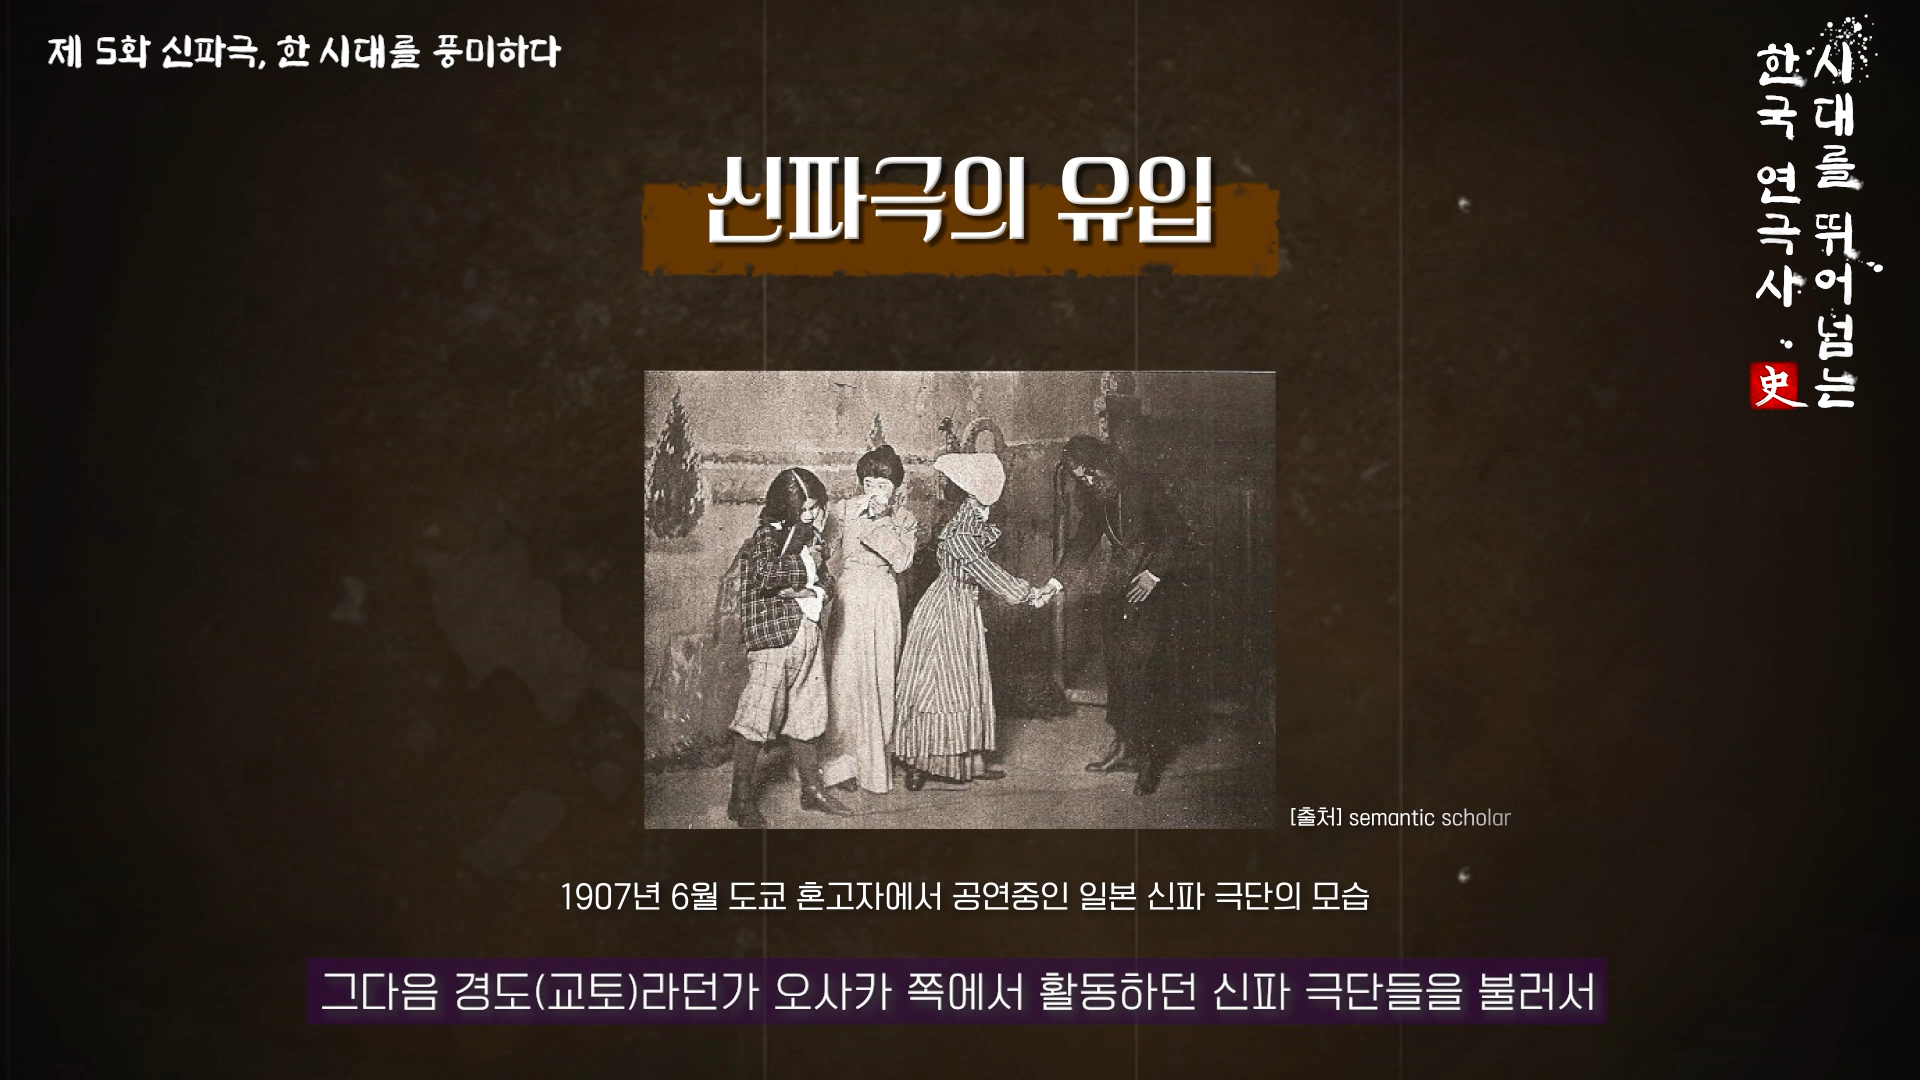 제 5화 신파극, 한 시대를 풍미하다
시대를 뛰어넘는
한국 연극사
史
신파극의 유입
[출처] semantic scholar
1907년 6월 도쿄 혼고자에서 공연중인 일본 신파 극단의 모습
그다음 경도(교토)라던가 오사카 쪽에서 활동하던 신파 극단들을 불러서